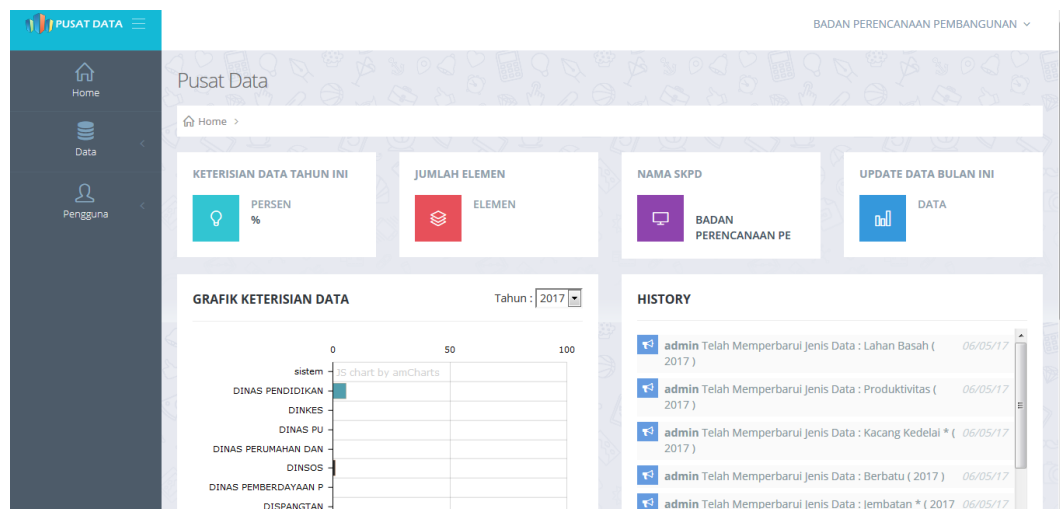 PUSAT DATA
BADAN PERENCANAAN PEMBANGUNAN
Home
Data
Pengguna
Pusat Data
Home >
KETERISIAN DATA TAHUN INI
PERSEN
%
JUMLAH ELEMEN
ELEMEN
NAMA SKPD
BADAN
PERENCANAAN PE
UPDATE DATA BULAN INI
DATA
GRAFIK KETERISIAN DATA
Tahun : 2017
0 50 100
JS chart by amCharts
sistem
DINAS PENDIDIKAN
DINKES
DINAS PU
DINAS PERUMAHAN DAN
DINSOS
DINAS PEMBERDAYAAN P
DISPANGTAN
HISTORY
admin Telah Memperbarui Jenis Data : Lahan Basah ( 06/05/17
2017 )
admin Telah Memperbarui Jenis Data : Produktivitas ( 06/05/17
2017 )
admin Telah Memperbarui Jenis Data : Kacang Kedelai * ( 06/05/17
2017 )
admin Telah Memperbarui Jenis Data : Berbatu ( 2017 ) 06/05/17
admin Telah Memperbarui Jenis Data : Jembatan * ( 2017 06/05/17